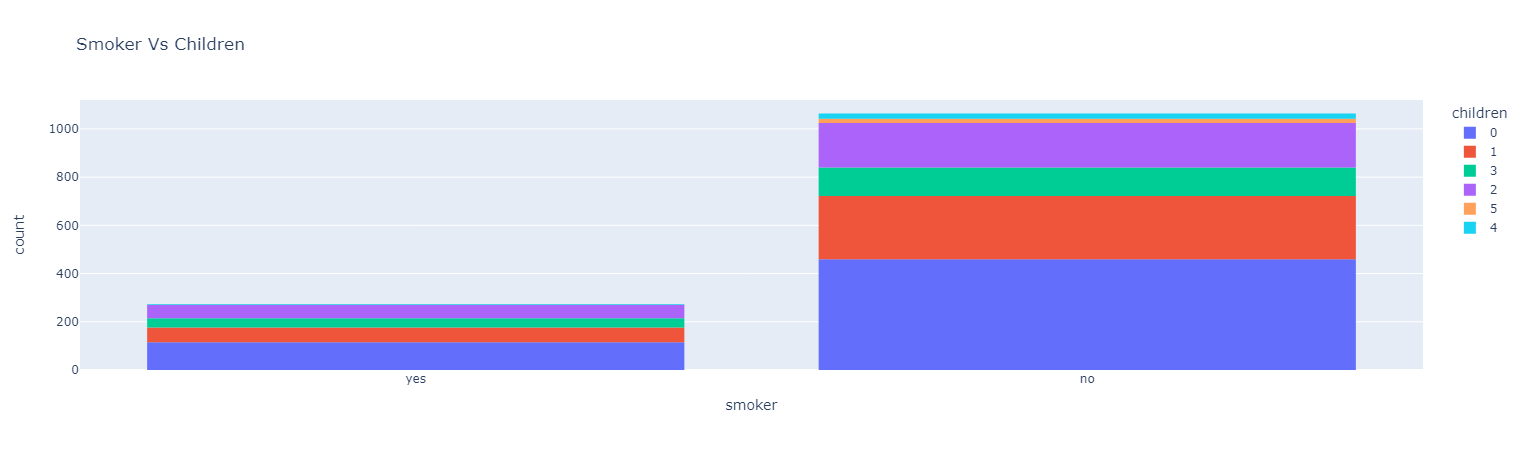 Smoker Vs Children
count
1000
800
600
400
200
0
yes
no
smoker
children
0
1
3
2
5
4